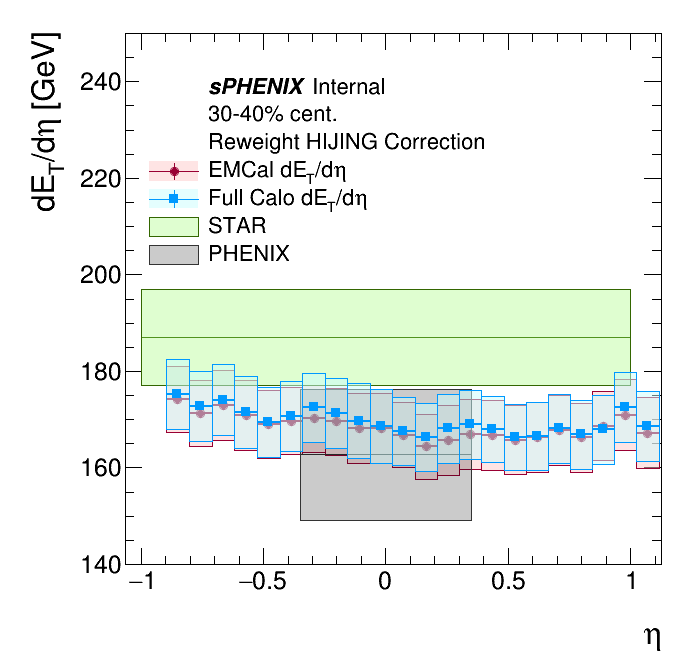 dE_T/dη [GeV]
240
220
200
180
160
140
sPHENIX Internal
30-40% cent.
Reweight HIJING Correction
EMCal dE_T/dη
Full Calo dE_T/dη
STAR
PHENIX
−1
−0.5
0
0.5
1
η